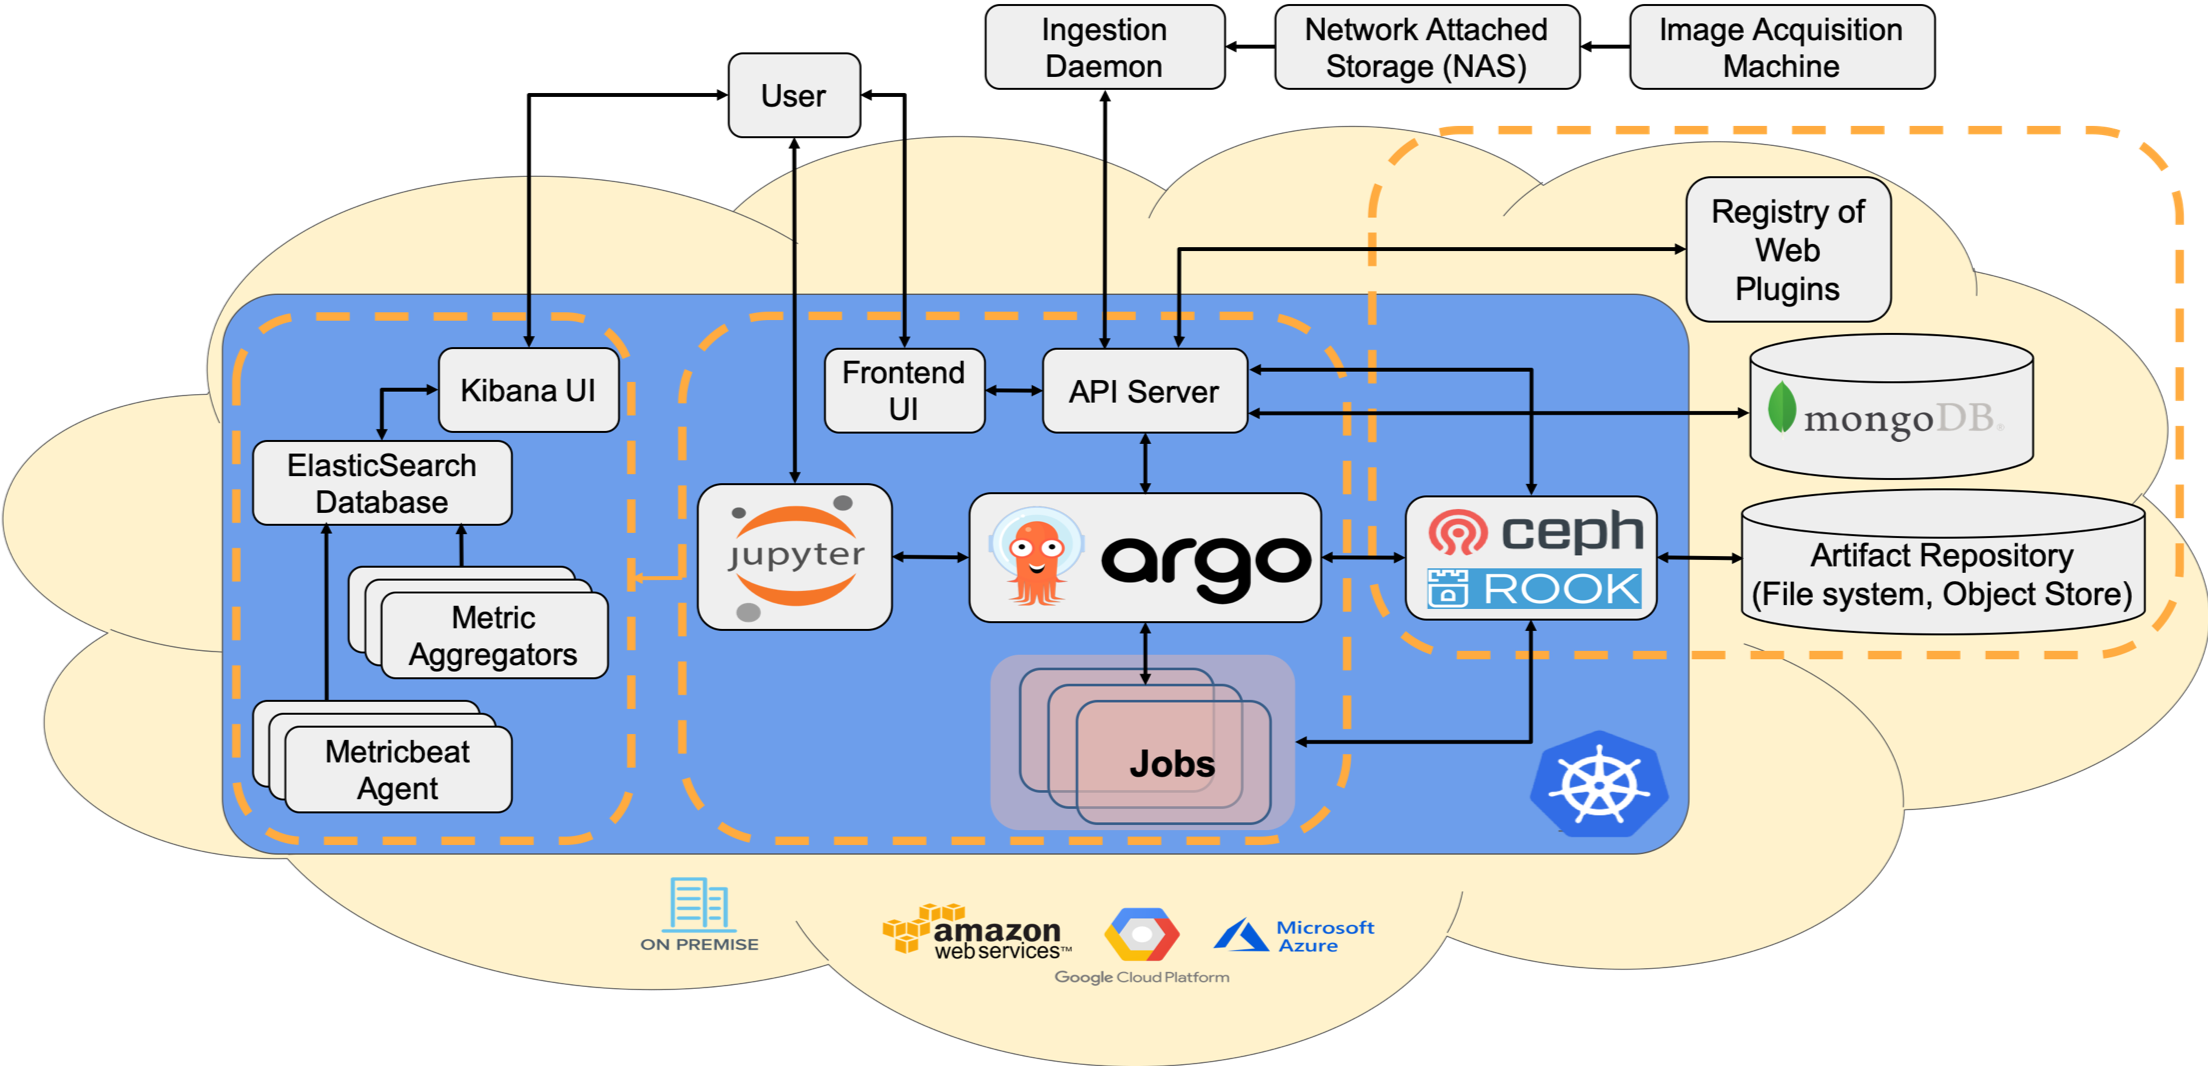 Ingestion
Daemon
Network Attached
Storage (NAS)
Image Acquisition
Machine
User
Registry of
Web
Plugins
Kibana UI
Frontend
UI
API Server
mongoDB®
ElasticSearch
Database
jupyter
argo
ceph
ROOK
Artifact Repository
(File system, Object Store)
Metric
Aggregators
Metricbeat
Agent
Jobs
ON PREMISE
amazon
web services™
Google Cloud Platform
Microsoft
Azure